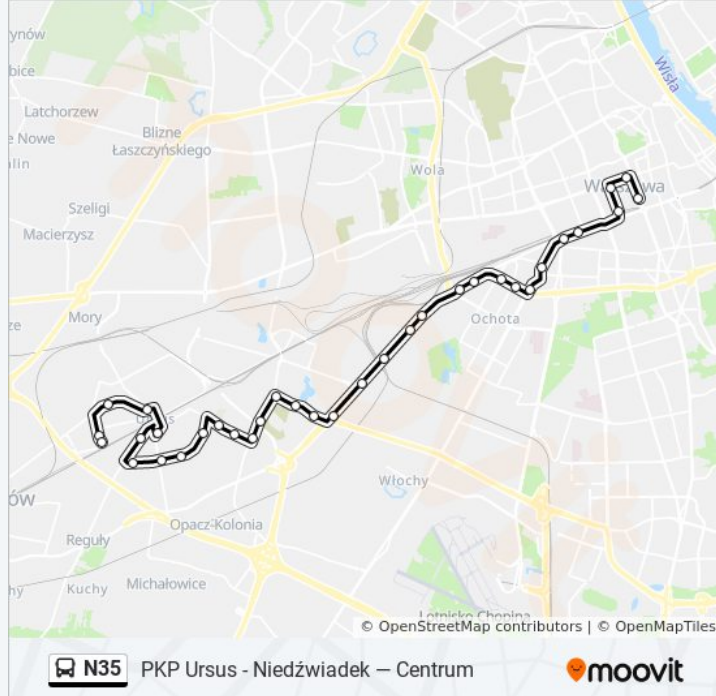 Wisła
Latchorzew
Blizne
Łaszczyńskiego
Wola
Szeligi
Macierzysz
Mory
Ochota
Włochy
Opacz-Kolonia
Reguły
Kuchy
Michałowice
Lotnisko Chopina
© OpenStreetMap contributors | © OpenMapTiles
N35 PKP Ursus - Niedźwiadek — Centrum
moovit